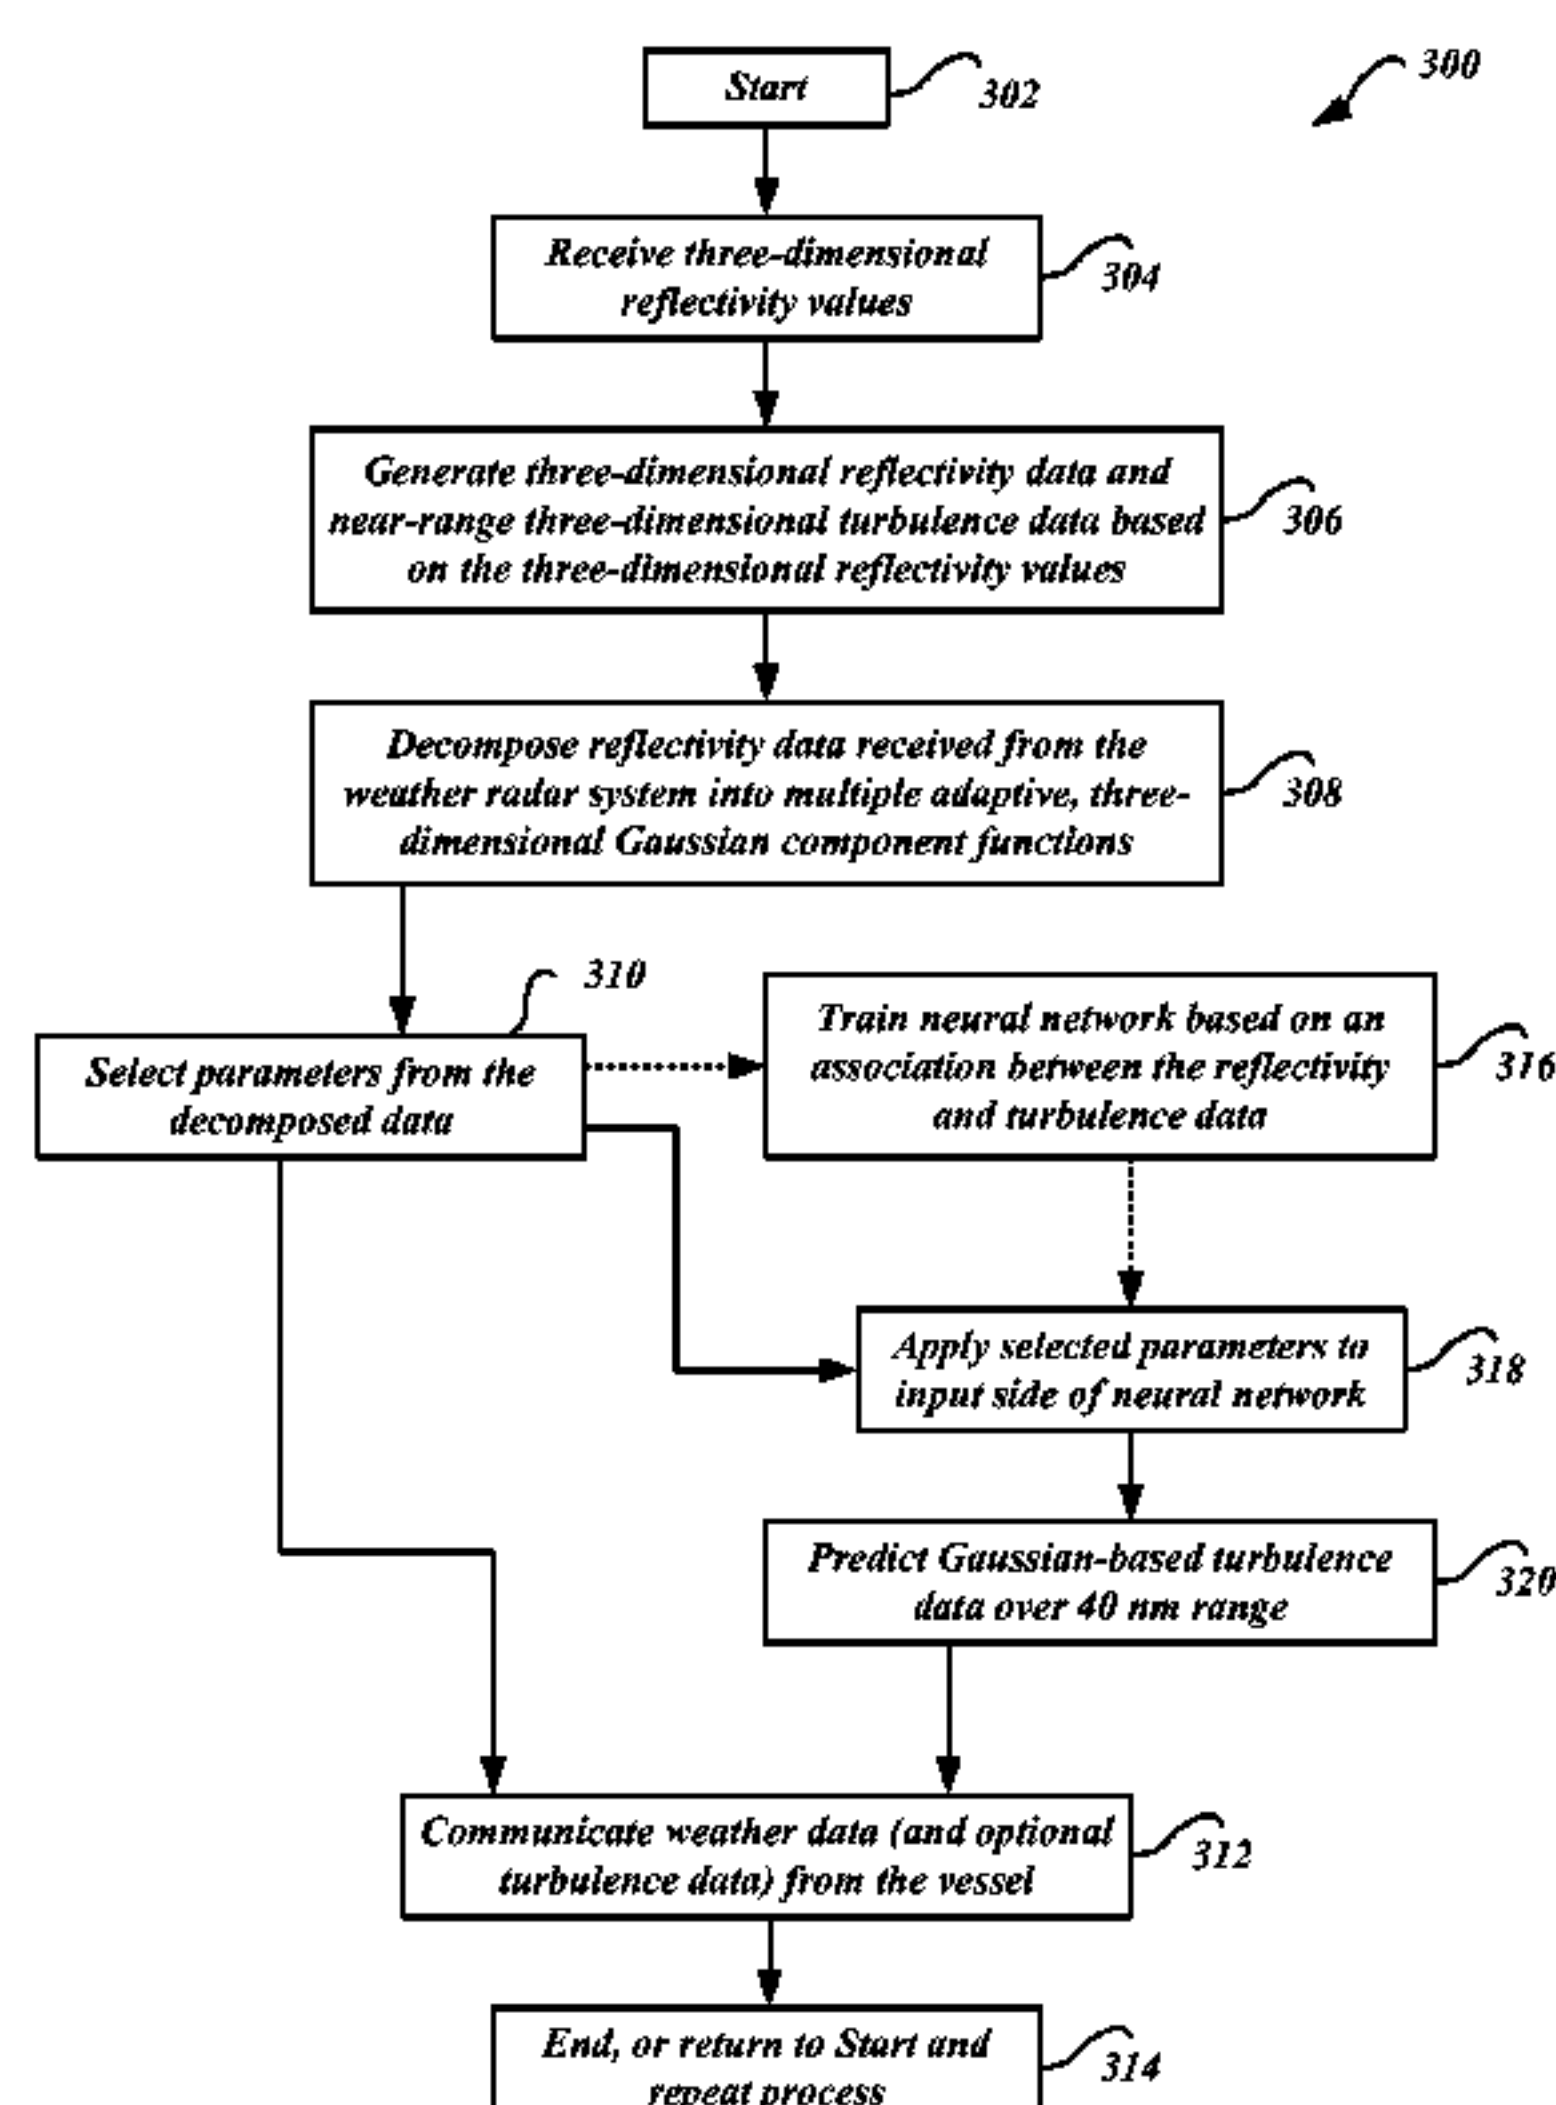 Start
302
300
Receive three-dimensional
reflectivity values
304
Generate three-dimensional reflectivity data and
near-range three-dimensional turbulence data based
on the three-dimensional reflectivity values
306
Decompose reflectivity data received from the
weather radar system into multiple adaptive, three-
dimensional Gaussian component functions
308
310
Select parameters from the
decomposed data
Train neural network based on an
association between the reflectivity
and turbulence data
316
Apply selected parameters to
input side of neural network
318
Predict Gaussian-based turbulence
data over 40 nm range
320
Communicate weather data (and optional
turbulence data) from the vessel
312
End, or return to Start and
repeat process
314